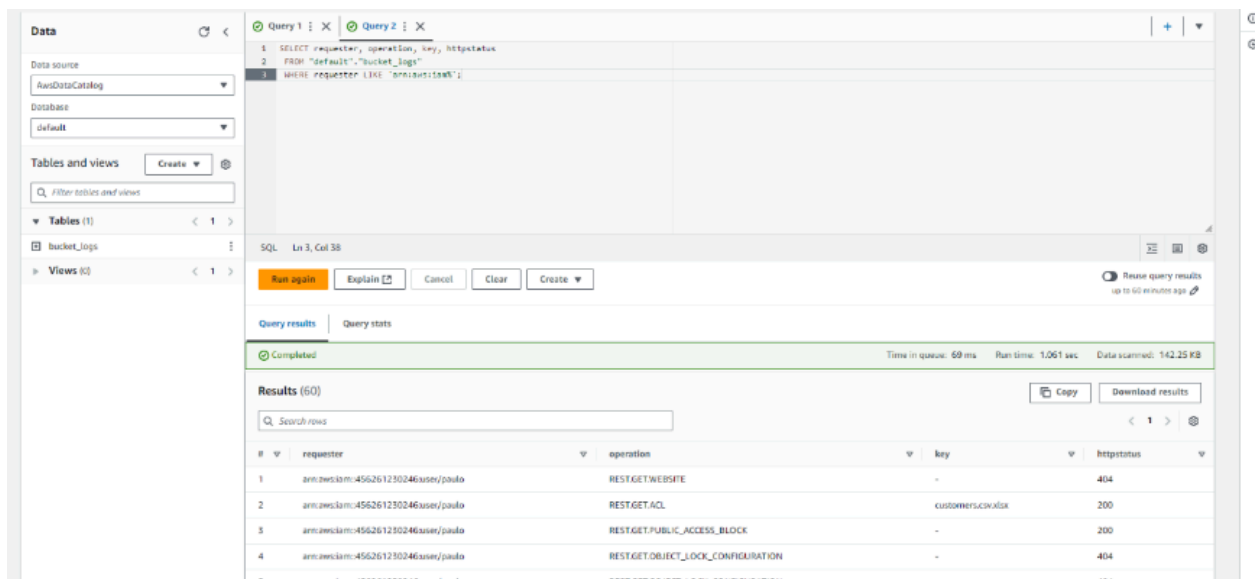 Data
Data source
AwsDataCatalog
Database
default
Tables and views
Create
Filter tables and views
Tables (1)
< 1 >
bucket_logs
Views (0)
< 1 >
Query 1
Query 2
1 SELECT requester, operation, key, httpstatus
2 FROM "default"."bucket_logs"
3 WHERE requester LIKE 'arn:aws:iam%';
SQL Ln 3, Col 38
Run again
Explain
Cancel
Clear
Create
Reuse query results
up to 60 minutes ago
Query results
Query stats
Completed
Time in queue: 69 ms Run time: 1.061 sec Data scanned: 142.25 KB
Results (60)
Copy
Download results
Search rows
< 1 >
# requester operation key httpstatus
1 arn:aws:iam::456261230246:user/paulo REST.GET.WEBSITE - 404
2 arn:aws:iam::456261230246:user/paulo REST.GET.ACL customers.csv.xlsx 200
3 arn:aws:iam::456261230246:user/paulo REST.GET.PUBLIC_ACCESS_BLOCK - 200
4 arn:aws:iam::456261230246:user/paulo REST.GET.OBJECT_LOCK_CONFIGURATION - 404